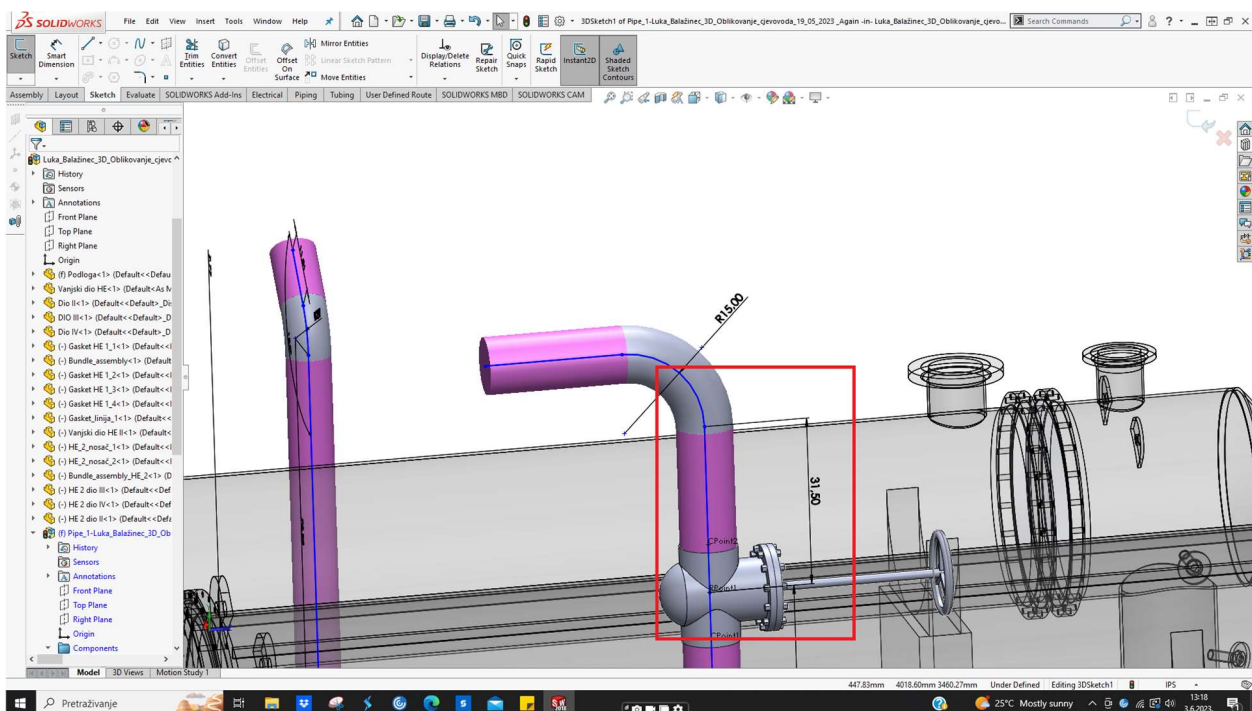 SOLIDWORKS File Edit View Insert Tools Window Help 3DSketch1 of Pipe_1-Luka_Balažinec_3D_Oblikovanje_cjevovoda_19_05_2023 _Again -in- Luka_Balažinec_3D_Oblikovanje_cjevo... Search Commands
Sketch Smart Dimension Trim Entities Convert Entities Offset Entities Offset On Surface Mirror Entities Linear Sketch Pattern Move Entities Display/Delete Relations Repair Sketch Quick Snaps Rapid Sketch Instant2D Shaded Sketch Contours
Assembly Layout Sketch Evaluate SOLIDWORKS Add-Ins Electrical Piping Tubing User Defined Route SOLIDWORKS MBD SOLIDWORKS CAM
Luka_Balažinec_3D_Oblikovanje_cjevc
History
Sensors
Annotations
Front Plane
Top Plane
Right Plane
Origin
(f) Podloga<1> (Default<<Defau
Vanjski dio HE<1> (Default<As M
Dio II<1> (Default<<Default>_Di
DIO III<1> (Default<<Default>_D
Dio IV<1> (Default<<Default>_D
(-) Gasket HE 1_1<1> (Default<<
(-) Bundle_assembly<1> (Default
(-) Gasket HE 1_2<1> (Default<<
(-) Gasket HE 1_3<1> (Default<<
(-) Gasket HE 1_4<1> (Default<<
(-) Gasket_linija_1<1> (Default<<
(-) Vanjski dio HE II<1> (Default<
(-) HE_2_nosač_1<1> (Default<<
(-) HE_2_nosač_2<1> (Default<<
(-) Bundle_assembly_HE_2<1> (D
(-) HE 2 dio III<1> (Default<<Def
(-) HE 2 dio IV<1> (Default<<Def
(-) HE 2 dio II<1> (Default<<Defa
(f) Pipe_1-Luka_Balažinec_3D_Ob
History
Sensors
Annotations
Front Plane
Top Plane
Right Plane
Origin
Components
R15.00
31.50
CPoint2
RPoint1
CPoint1
Model 3D Views Motion Study 1
447.83mm 4018.60mm 3460.27mm Under Defined Editing 3DSketch1 IPS
Pretraživanje
25°C Mostly sunny
13:18
3.6.2023.